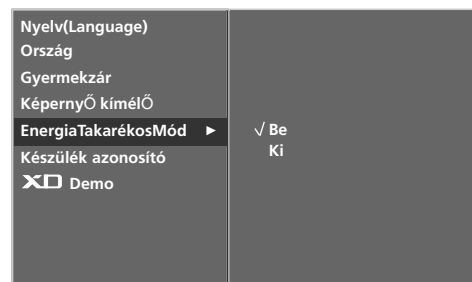 Nyelv(Language)
Ország
Gyermekzár
KépernyŐ kímélŐ
EnergiaTakarékosMód ►
√ Be
Ki
Készülék azonosító
XD Demo